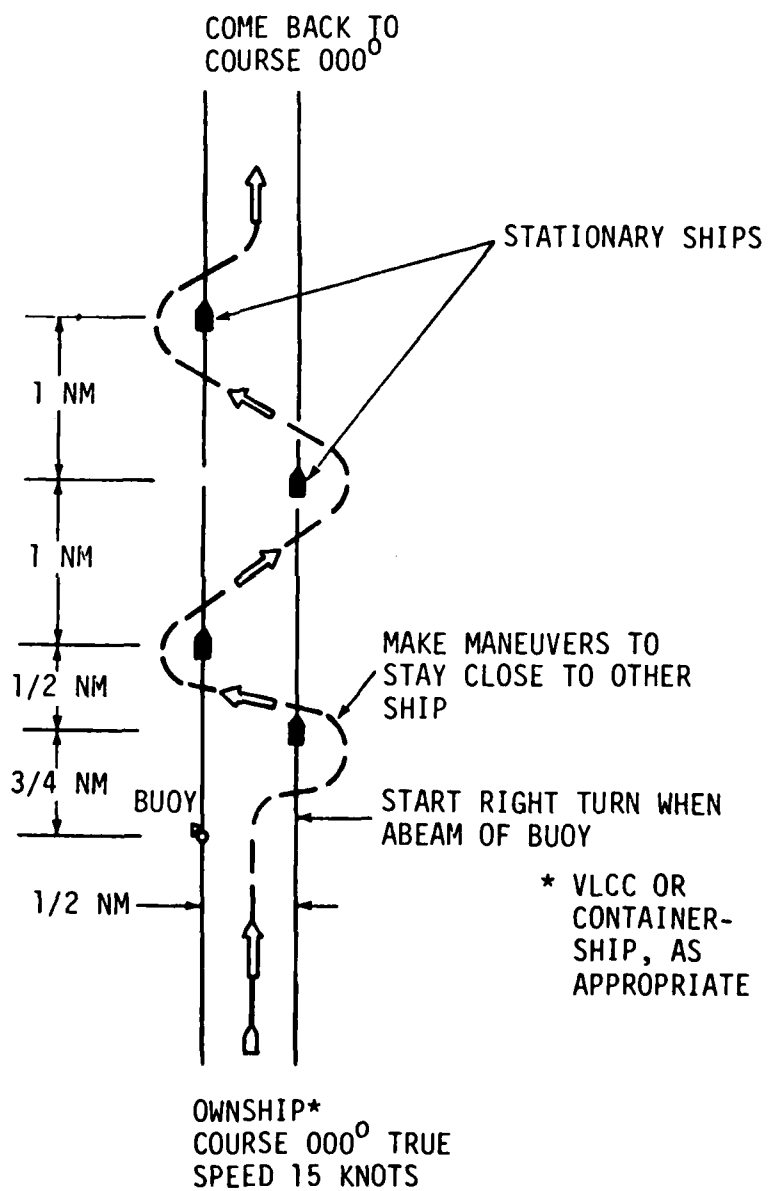 COME BACK TO
COURSE 000°
STATIONARY SHIPS
1 NM
1 NM
MAKE MANEUVERS TO
STAY CLOSE TO OTHER
SHIP
1/2 NM
3/4 NM
BUOY
START RIGHT TURN WHEN
ABEAM OF BUOY
1/2 NM
* VLCC OR
CONTAINER-
SHIP, AS
APPROPRIATE
OWNSHIP*
COURSE 000° TRUE
SPEED 15 KNOTS